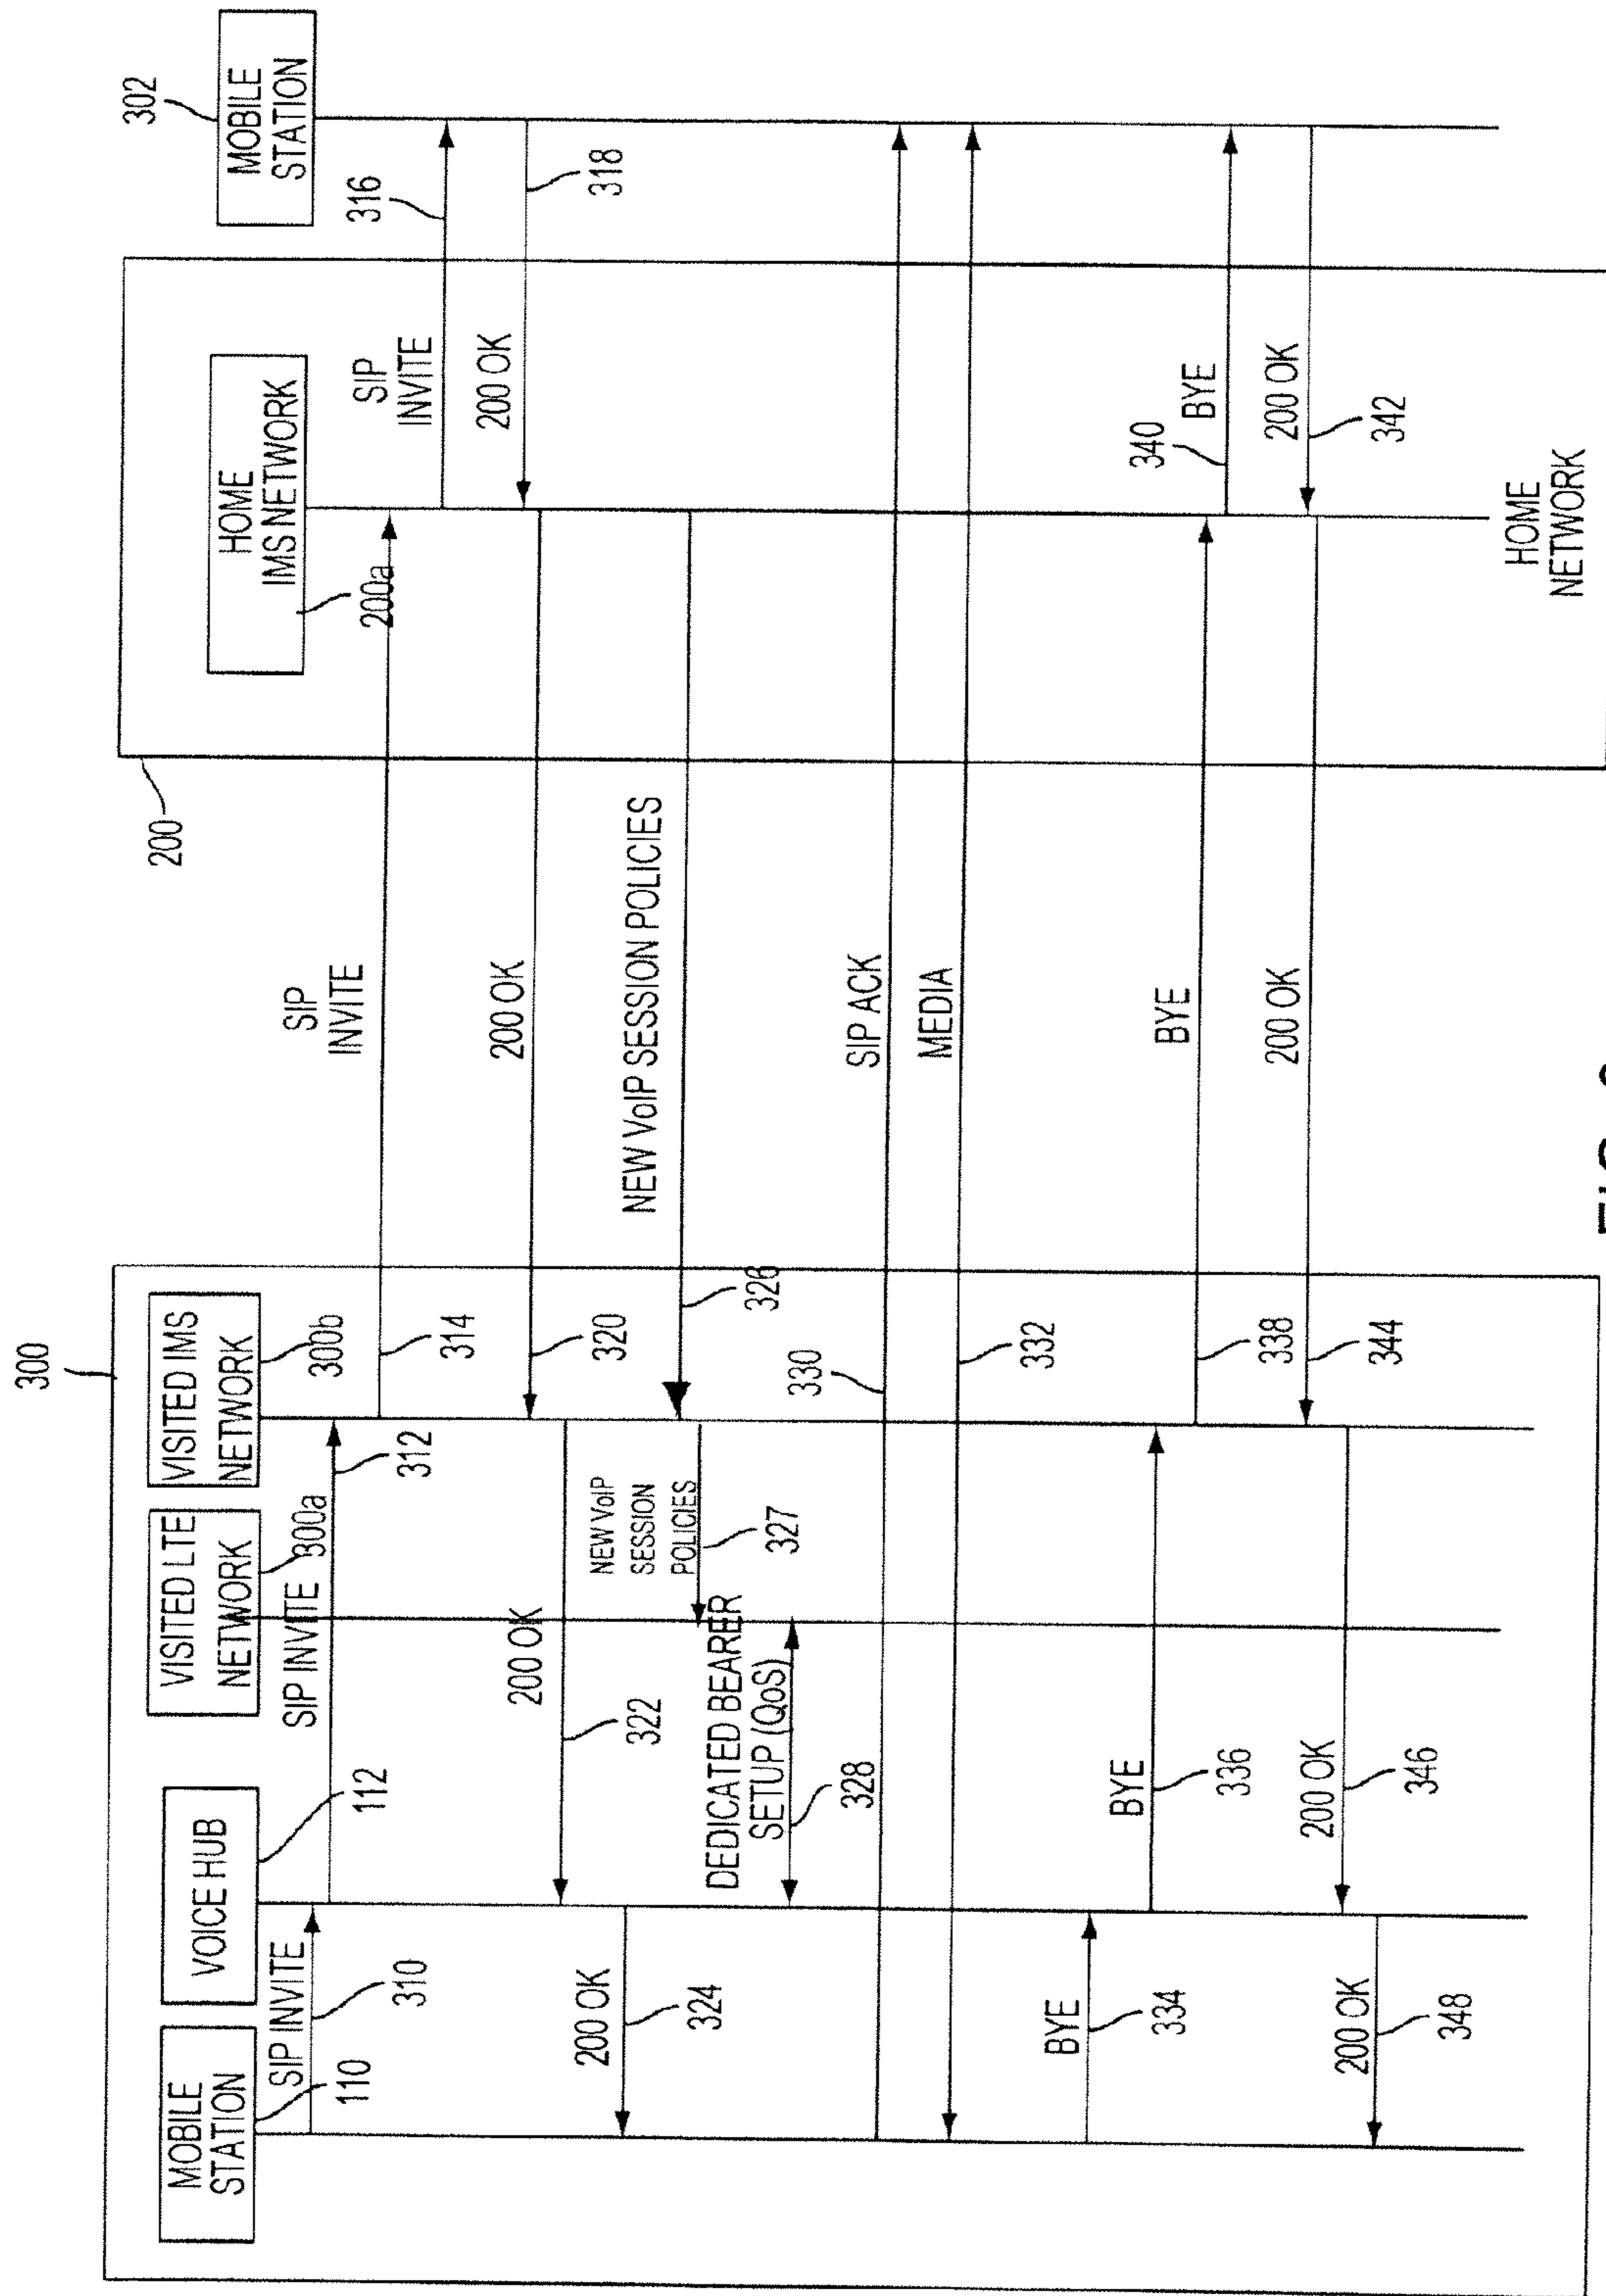 300
MOBILE
STATION
110
VOICE HUB
112
VISITED LTE
NETWORK
300a
VISITED IMS
NETWORK
300b
200
HOME
IMS NETWORK
200a
MOBILE
STATION
302
SIP INVITE
310
SIP INVITE
312
SIP
INVITE
314
SIP
INVITE
316
200 OK
318
200 OK
320
200 OK
322
200 OK
324
NEW VoIP SESSION POLICIES
326
NEW VoIP
SESSION
POLICIES
327
DEDICATED BEARER
SETUP (QoS)
328
SIP ACK
330
MEDIA
332
BYE
334
BYE
336
BYE
338
BYE
340
200 OK
342
200 OK
344
200 OK
346
200 OK
348
HOME
NETWORK